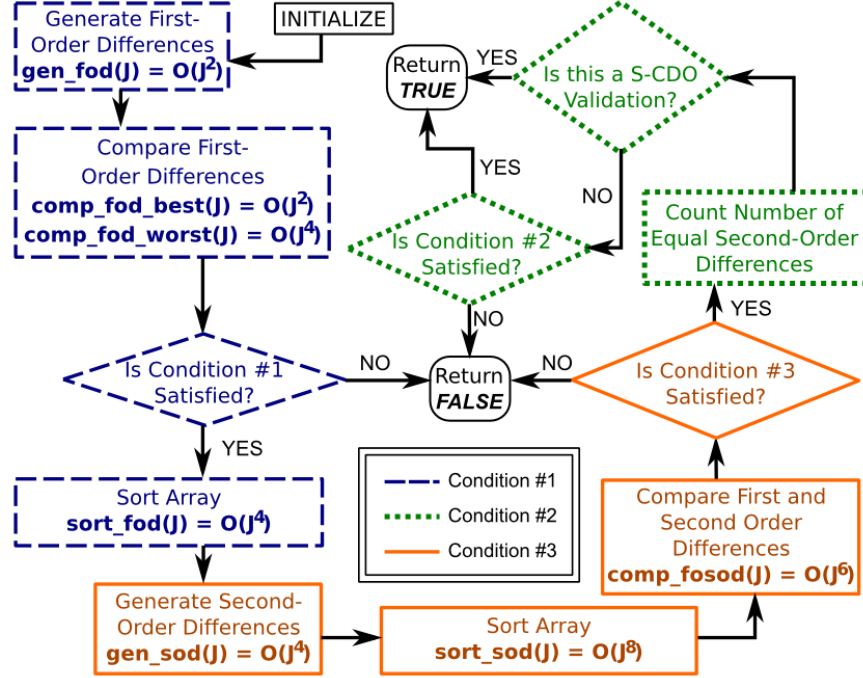 INITIALIZE
Generate First-
Order Differences
gen_fod(J) = O(J²)
Compare First-
Order Differences
comp_fod_best(J) = O(J²)
comp_fod_worst(J) = O(J⁴)
Is Condition #1
Satisfied?
NO
YES
Sort Array
sort_fod(J) = O(J⁴)
Generate Second-
Order Differences
gen_sod(J) = O(J⁴)
Sort Array
sort_sod(J) = O(J⁸)
Compare First and
Second Order
Differences
comp_fosod(J) = O(J⁶)
Is Condition #3
Satisfied?
NO
YES
Count Number of
Equal Second-Order
Differences
Is this a S-CDO
Validation?
YES
NO
Is Condition #2
Satisfied?
YES
NO
Return
TRUE
Return
FALSE
Condition #1
Condition #2
Condition #3